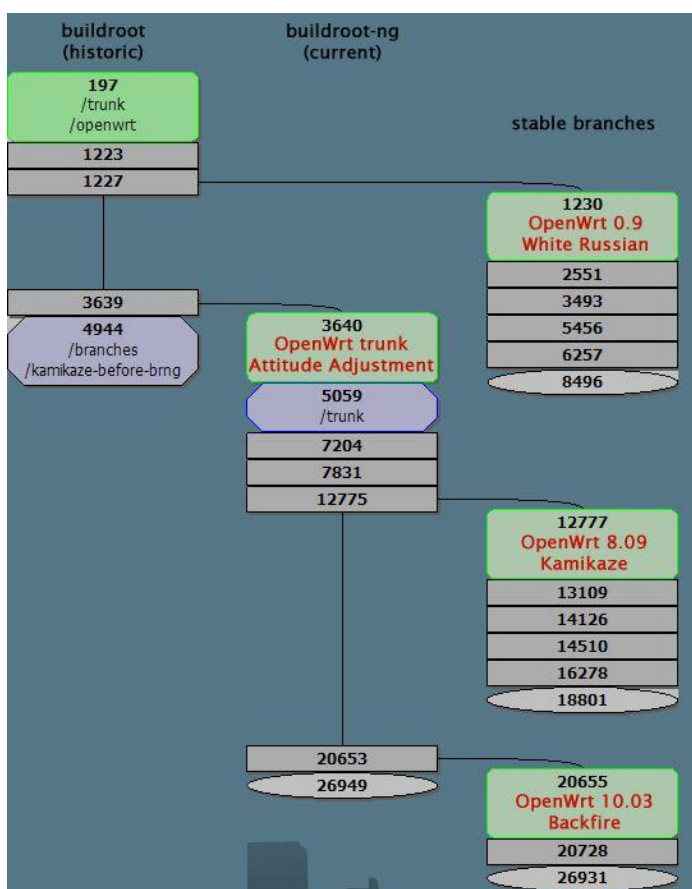 buildroot
(historic)
buildroot-ng
(current)
stable branches
197
/trunk
/openwrt
1223
1227
3639
4944
/branches
/kamikaze-before-brng
3640
OpenWrt trunk
Attitude Adjustment
5059
/trunk
7204
7831
12775
20653
26949
1230
OpenWrt 0.9
White Russian
2551
3493
5456
6257
8496
12777
OpenWrt 8.09
Kamikaze
13109
14126
14510
16278
18801
20655
OpenWrt 10.03
Backfire
20728
26931